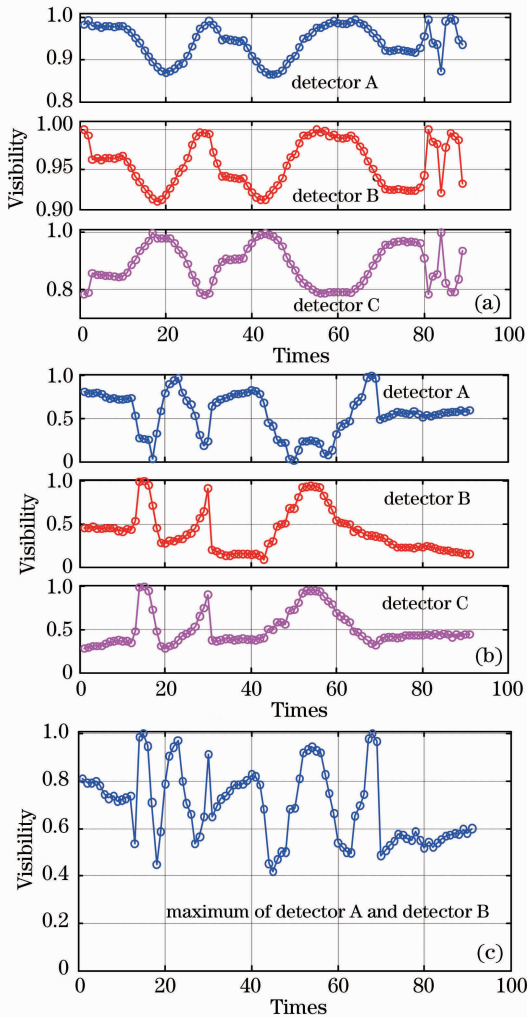 1.0
0.9
0.8
detector A
1.00
0.95
0.90
detector B
Visibility
1.0
0.8
detector C
(a)
0 20 40 60 80 100
Times
1.0
0.5
0
detector A
1.0
0.5
0
detector B
Visibility
1.0
0.5
0
detector C
(b)
0 20 40 60 80 100
Times
1.0
0.8
0.6
0.4
0.2
0
Visibility
maximum of detector A and detector B
(c)
0 20 40 60 80 100
Times